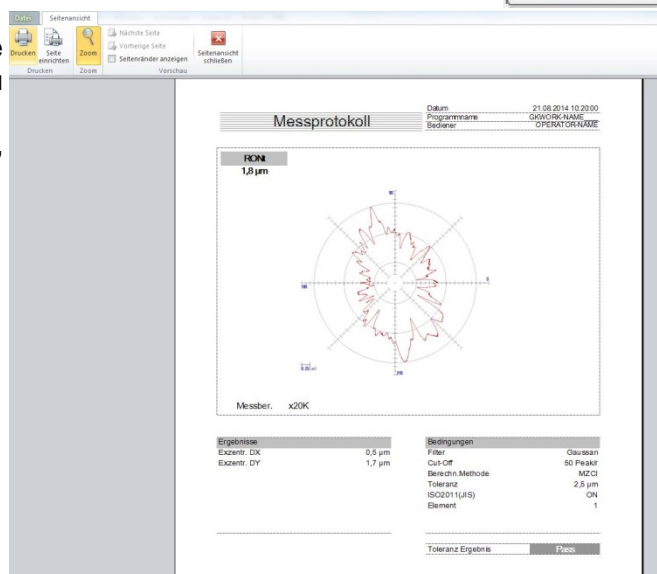 Datei Seitenansicht
Drucken
Seite einrichten
Zoom
Nächste Seite
Vorherige Seite
Seitenränder anzeigen
Seitenansicht schließen
Drucken Zoom Vorschau
Messprotokoll
Datum 21.08.2014 10:20:00
Programmname GKWORK-NAME___
Bediener OPERATOR-NAME
RONt
1,8 µm
Messber. x20K
Ergebnisse
Exzentr. DX 0,5 µm
Exzentr. DY 1,7 µm
Bedingungen
Filter Gaussan
Cut-Off 50 Peak/r
Berechn.Methode MZCI
Toleranz 2,5 µm
ISO2011(JIS) ON
Element 1
Toleranz Ergebnis Pass